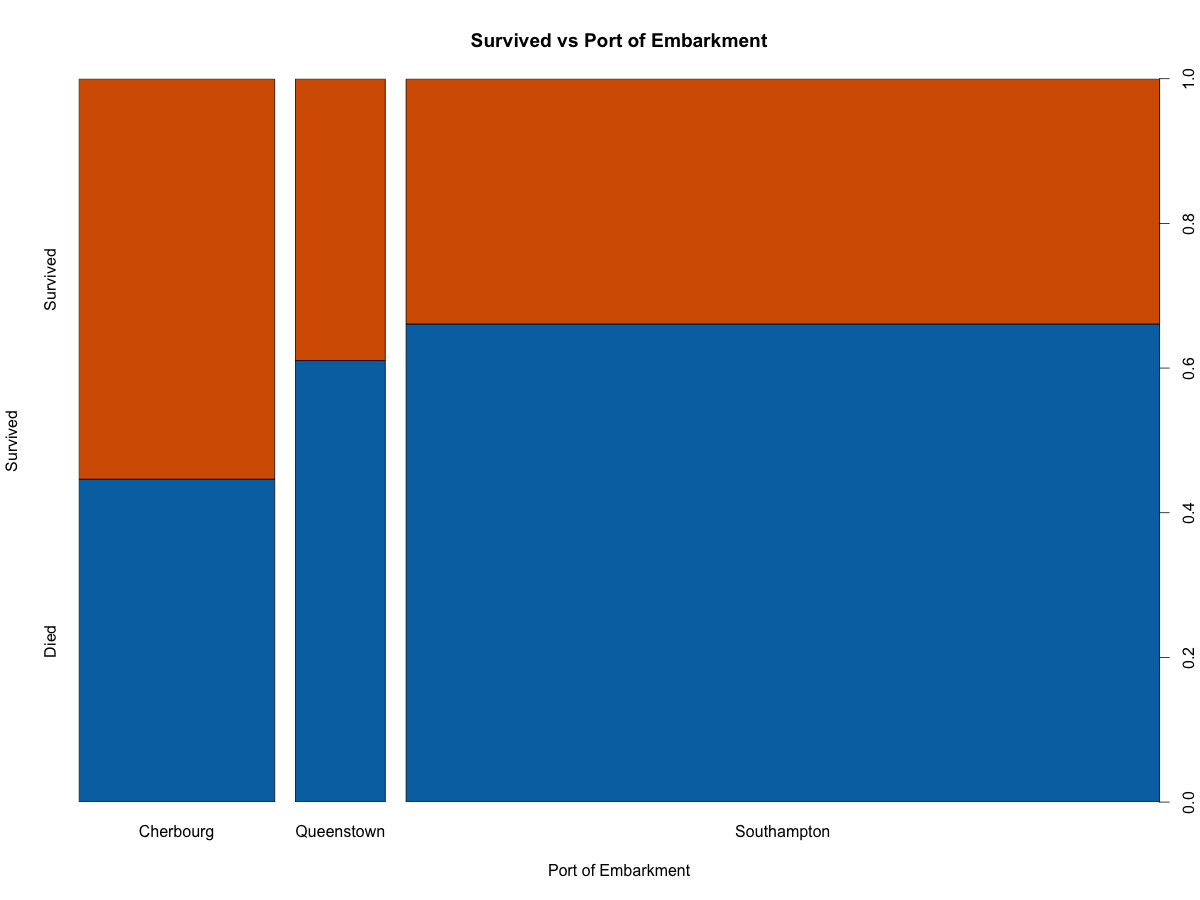 Survived vs Port of Embarkment
Survived
Survived
Died
1.0
0.8
0.6
0.4
0.2
0.0
Cherbourg
Queenstown
Southampton
Port of Embarkment